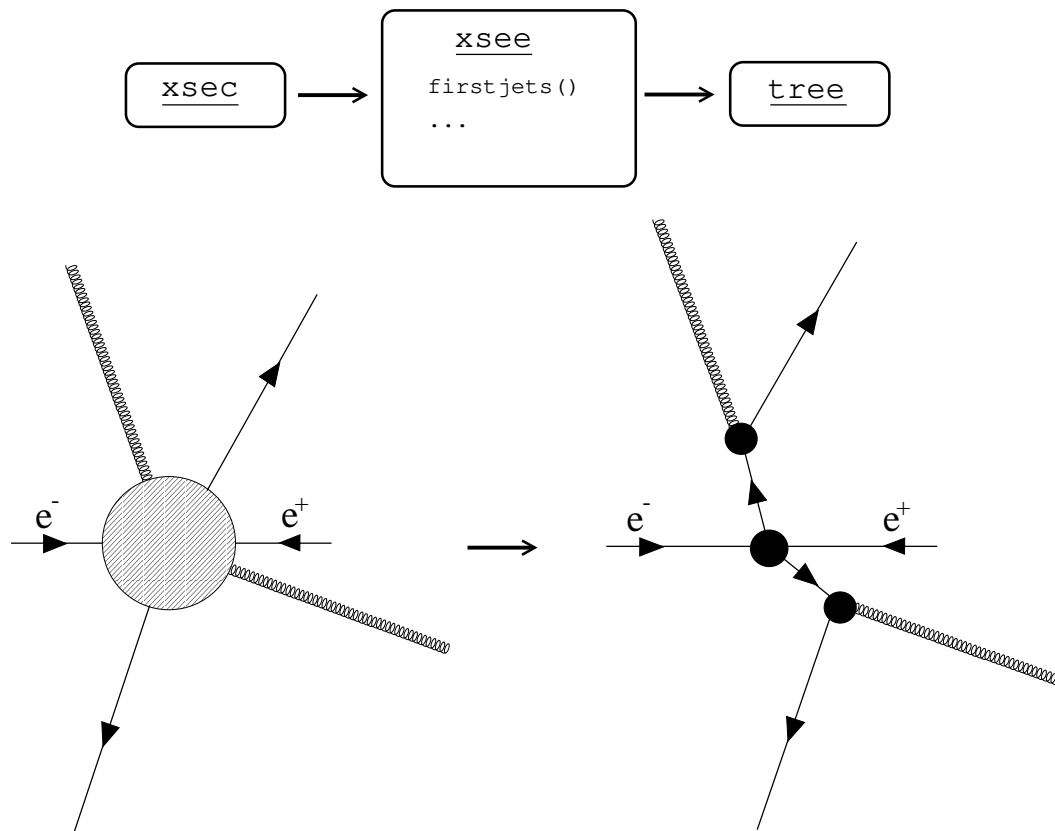 xsec
xsee
firstjets()
...
tree
e-
e+
e-
e+